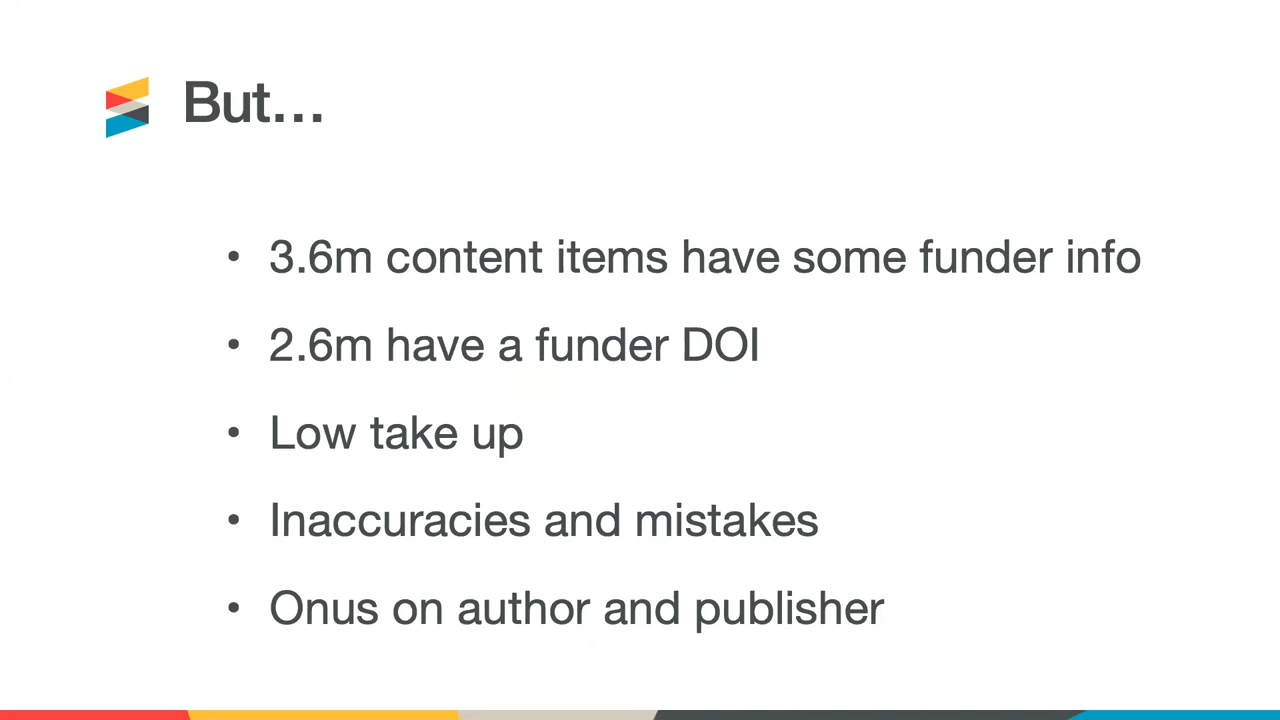 But...
• 3.6m content items have some funder info
• 2.6m have a funder DOI
• Low take up
• Inaccuracies and mistakes
• Onus on author and publisher